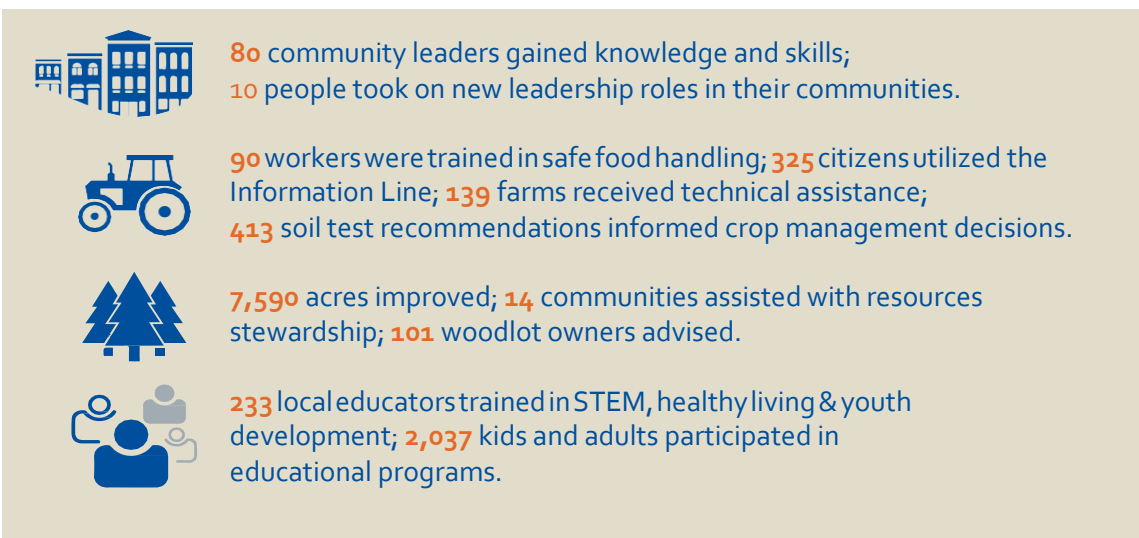 80 community leaders gained knowledge and skills;
10 people took on new leadership roles in their communities.
90 workers were trained in safe food handling; 325 citizens utilized the
Information Line; 139 farms received technical assistance;
413 soil test recommendations informed crop management decisions.
7,590 acres improved; 14 communities assisted with resources
stewardship; 101 woodlot owners advised.
233 local educators trained in STEM, healthy living & youth
development; 2,037 kids and adults participated in
educational programs.